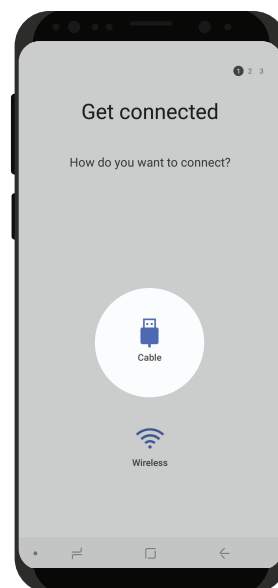 1 2 3
Get connected
How do you want to connect?
Cable
Wireless